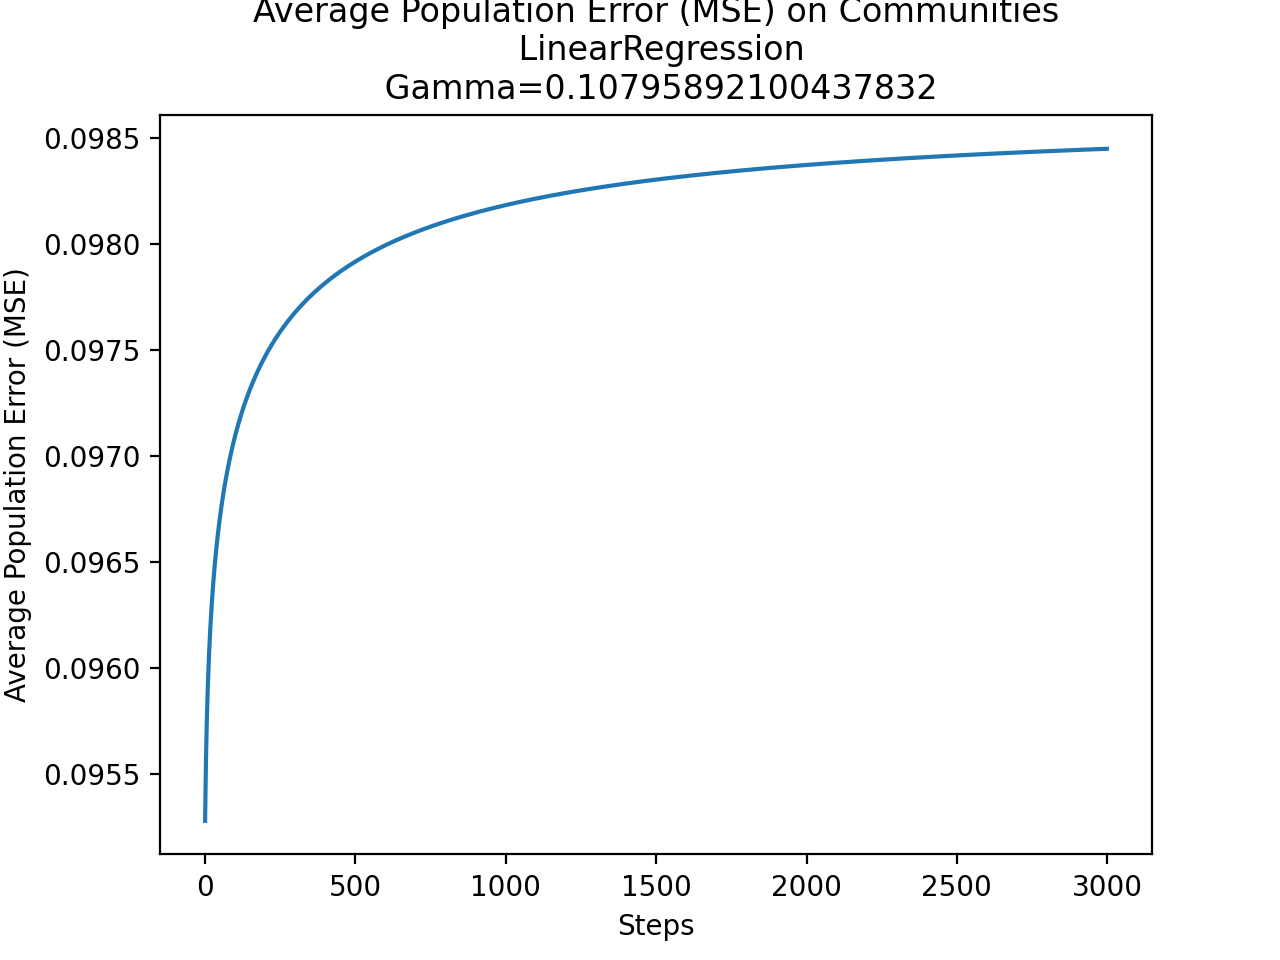 Average Population Error (MSE) on Communities
LinearRegression
Gamma=0.10795892100437832
0.0985
0.0980
0.0975
0.0970
0.0965
0.0960
0.0955
Average Population Error (MSE)
0 500 1000 1500 2000 2500 3000
Steps